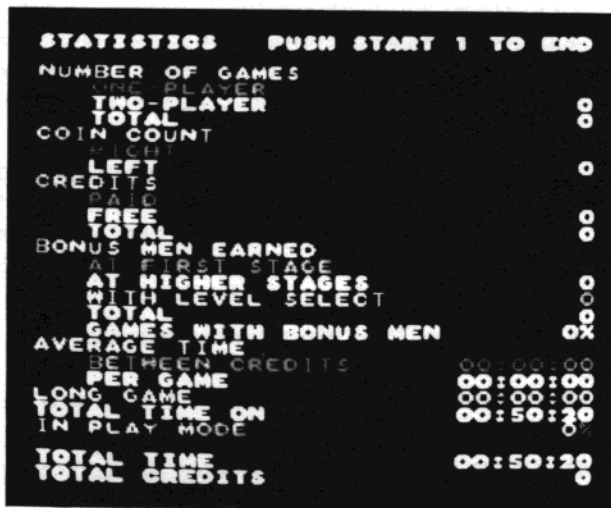 STATISTICS PUSH START 1 TO END
NUMBER OF GAMES
ONE PLAYER
TWO-PLAYER 0
TOTAL 0
COIN COUNT
RIGHT
LEFT 0
CREDITS
PAID
FREE 0
TOTAL 0
BONUS MEN EARNED
AT FIRST STAGE
AT HIGHER STAGES 0
WITH LEVEL SELECT 0
TOTAL 0
GAMES WITH BONUS MEN 0%
AVERAGE TIME
BETWEEN CREDITS 00:00:00
PER GAME 00:00:00
LONG GAME 00:00:00
TOTAL TIME ON 00:50:20
IN PLAY MODE 0%
TOTAL TIME 00:50:20
TOTAL CREDITS 0